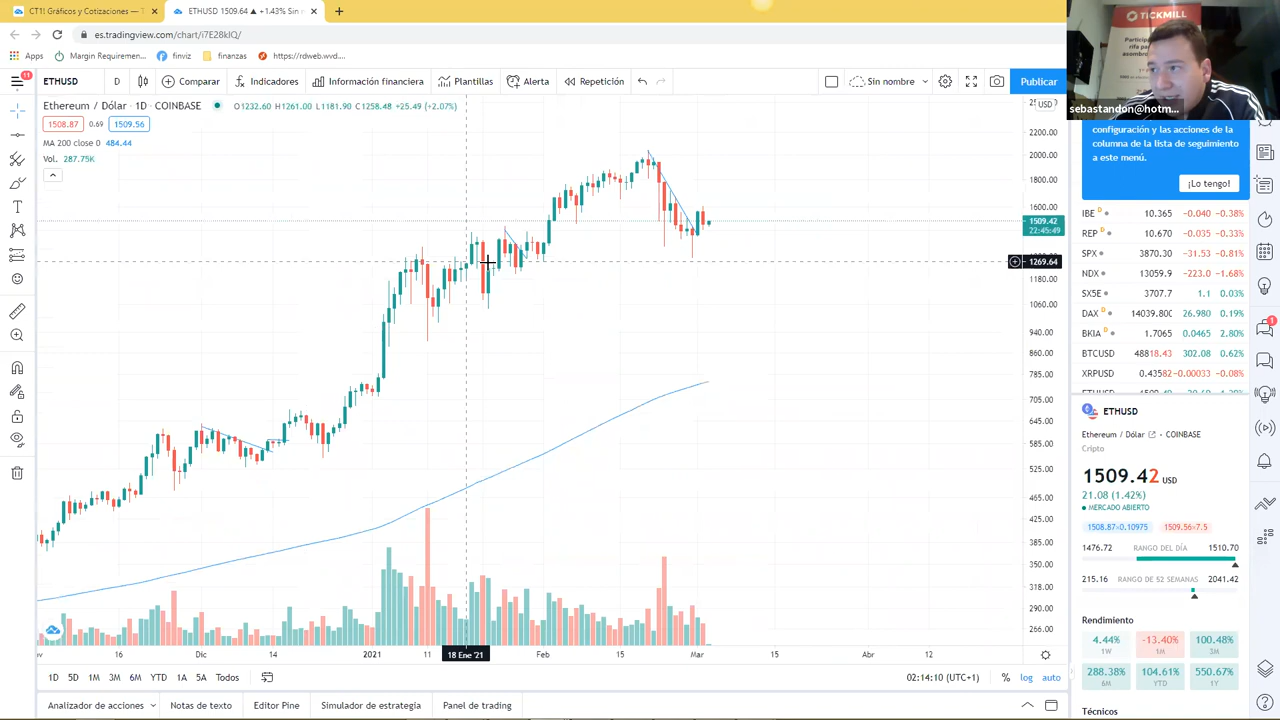 CT1! Gráficos y Cotizaciones — T
ETHUSD 1509.64 ▲ +1.43% Sin n
es.tradingview.com/chart/i7E28kIQ/
Apps
Margin Requiremen...
finviz
finanzas
https://rdweb.wvd....
TICKMILL
Participa
rifa pa
sebastandon@hotm...
11
ETHUSD
D
Comparar
Indicadores
Información financiera
Plantillas
Alerta
Repetición
Sin nombre
Publicar
Ethereum / Dólar · 1D · COINBASE
O1232.60 H1261.00 L1181.90 C1258.48 +25.49 (+2.07%)
1508.87 0.69 1509.56
MA 200 close 0 484.44
Vol. 287.75K
USD
2200.00
2000.00
1800.00
1600.00
1509.42
22:45:49
1269.64
1180.00
1060.00
940.00
860.00
785.00
705.00
645.00
585.00
525.00
465.00
425.00
385.00
350.00
318.00
290.00
266.00
16
Dic
14
2021
11
18 Ene '21
Feb
15
Mar
15
Abr
12
1D 5D 1M 3M 6M YTD 1A 5A Todos
02:14:10 (UTC+1)
%
log
auto
Analizador de acciones
Notas de texto
Editor Pine
Simulador de estrategia
Panel de trading
configuración y las acciones de la
columna de la lista de seguimiento
a este menú.
¡Lo tengo!
IBE D 10.365 -0.040 -0.38%
REP D 10.670 -0.035 -0.33%
SPX 3870.30 -31.53 -0.81%
NDX 13059.9 -223.0 -1.68%
SX5E 3707.7 1.1 0.03%
DAX D 14039.800 26.980 0.19%
BKIA D 1.7065 0.0465 2.80%
BTCUSD 48818.43 302.08 0.62%
XRPUSD 0.43582 -0.00033 -0.08%
1
ETHUSD
Ethereum / Dólar · COINBASE
Cripto
1509.42 USD
21.08 (1.42%)
MERCADO ABIERTO
1508.87×0.10975 1509.56×7.5
1476.72 RANGO DEL DÍA 1510.70
215.16 RANGO DE 52 SEMANAS 2041.42
Rendimiento
4.44% -13.40% 100.48%
1W 1M 3M
288.38% 104.61% 550.67%
6M YTD 1Y
Técnicos